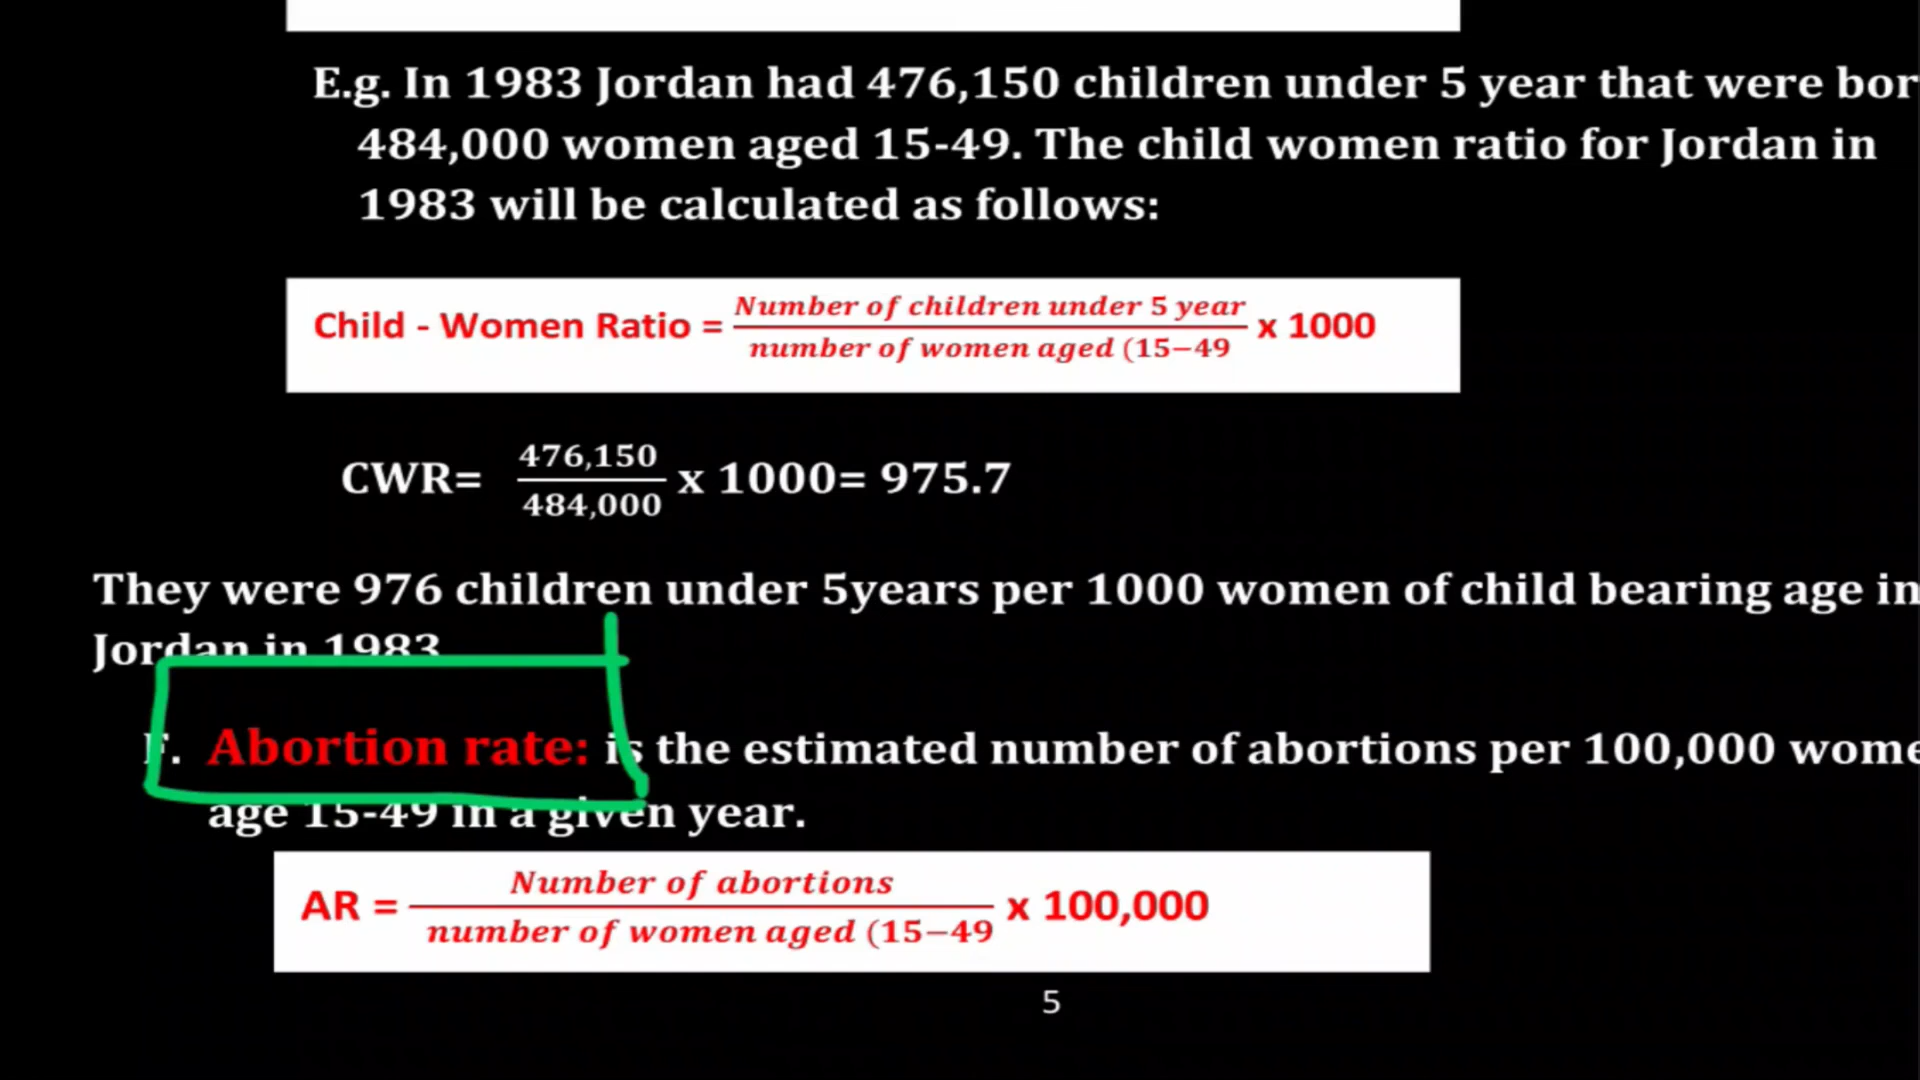 E.g. In 1983 Jordan had 476,150 children under 5 year that were bor
484,000 women aged 15-49. The child women ratio for Jordan in
1983 will be calculated as follows:
Child - Women Ratio = Number of children under 5 year / number of women aged (15−49 x 1000
CWR= 476,150 / 484,000 x 1000= 975.7
They were 976 children under 5years per 1000 women of child bearing age in
Jordan in 1983
F. Abortion rate: is the estimated number of abortions per 100,000 wome
age 15-49 in a given year.
AR = Number of abortions / number of women aged (15−49 x 100,000
5